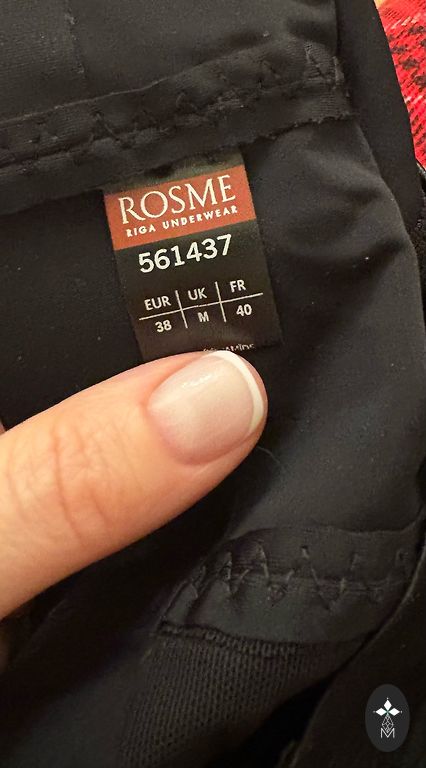 ROSME
RIGA UNDERWEAR
561437
EUR UK FR
38 M 40